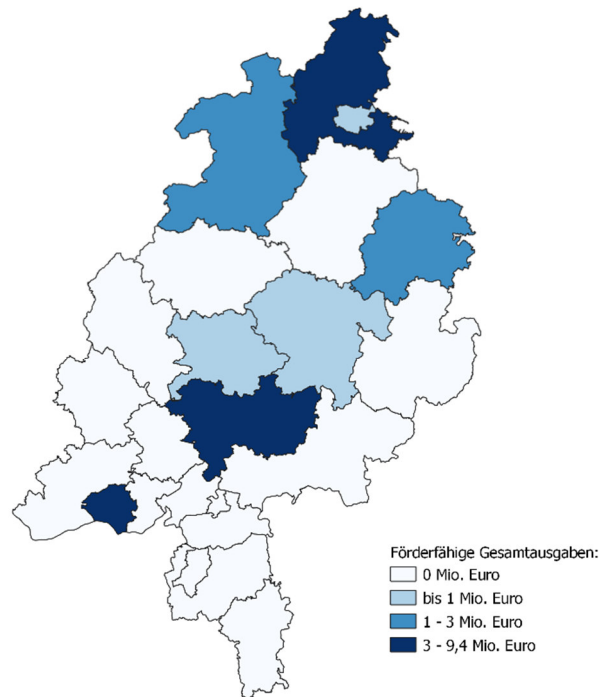 Förderfähige Gesamtausgaben:
0 Mio. Euro
bis 1 Mio. Euro
1 - 3 Mio. Euro
3 - 9,4 Mio. Euro